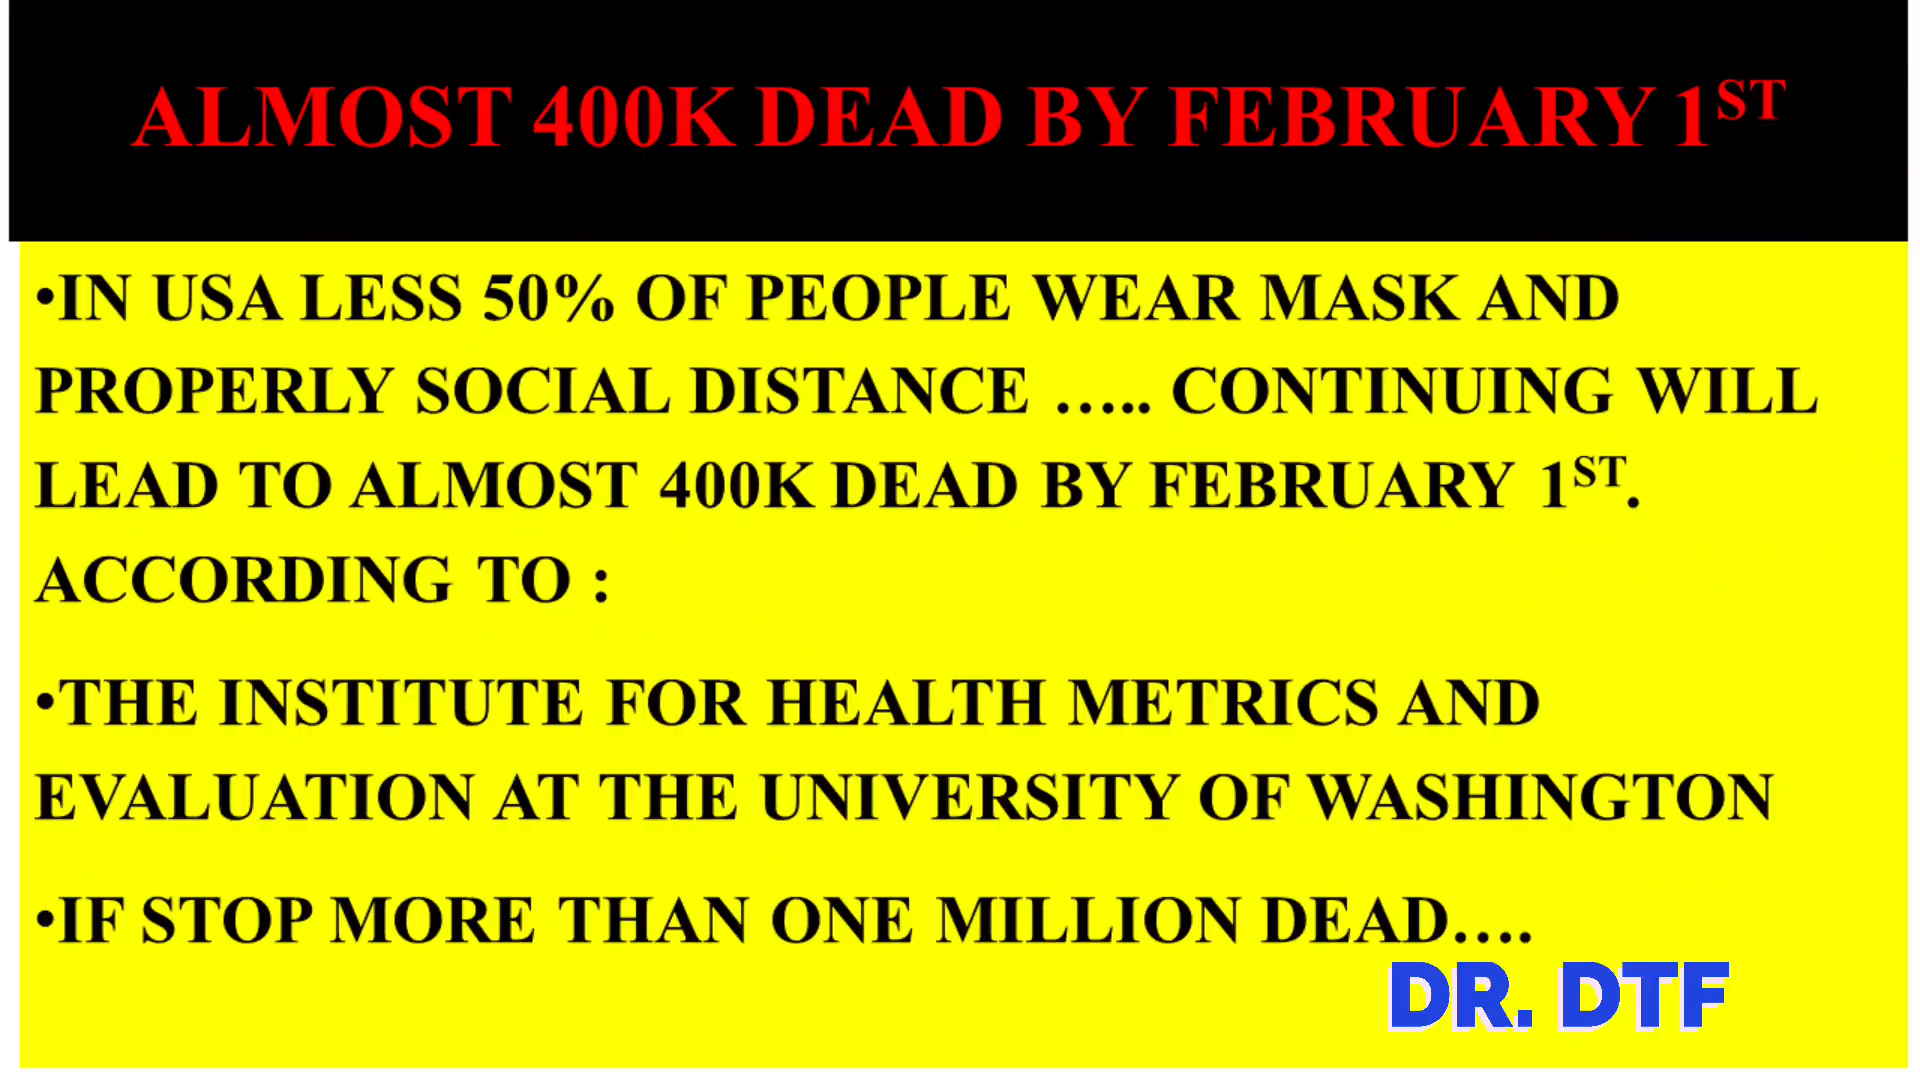 ALMOST 400K DEAD BY FEBRUARY 1ST
•IN USA LESS 50% OF PEOPLE WEAR MASK AND
PROPERLY SOCIAL DISTANCE ….. CONTINUING WILL
LEAD TO ALMOST 400K DEAD BY FEBRUARY 1ST.
ACCORDING TO :
•THE INSTITUTE FOR HEALTH METRICS AND
EVALUATION AT THE UNIVERSITY OF WASHINGTON
•IF STOP MORE THAN ONE MILLION DEAD….
DR. DTF